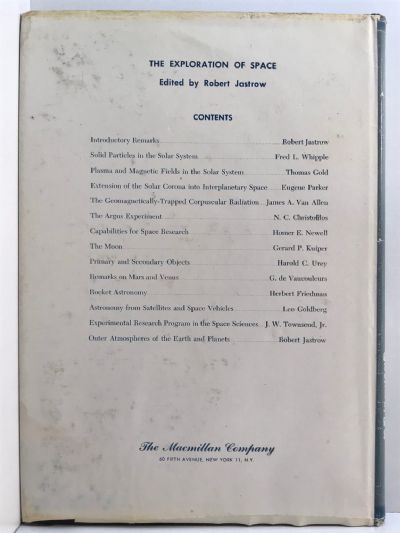 THE EXPLORATION OF SPACE
Edited by Robert Jastrow
CONTENTS
Introductory Remarks Robert Jastrow
Solid Particles in the Solar System Fred L. Whipple
Plasma and Magnetic Fields in the Solar System Thomas Gold
Extension of the Solar Corona into Interplanetary Space Eugene Parker
The Geomagnetically-Trapped Corpuscular Radiation James A. Van Allen
The Argus Experiment N. C. Christofilos
Capabilities for Space Research Homer E. Newell
The Moon Gerard P. Kuiper
Primary and Secondary Objects Harold C. Urey
Remarks on Mars and Venus G. de Vaucouleurs
Rocket Astronomy Herbert Friedman
Astronomy from Satellites and Space Vehicles Leo Goldberg
Experimental Research Program in the Space Sciences J. W. Townsend, Jr.
Outer Atmospheres of the Earth and Planets Robert Jastrow
The Macmillan Company
60 FIFTH AVENUE, NEW YORK 11, N.Y.